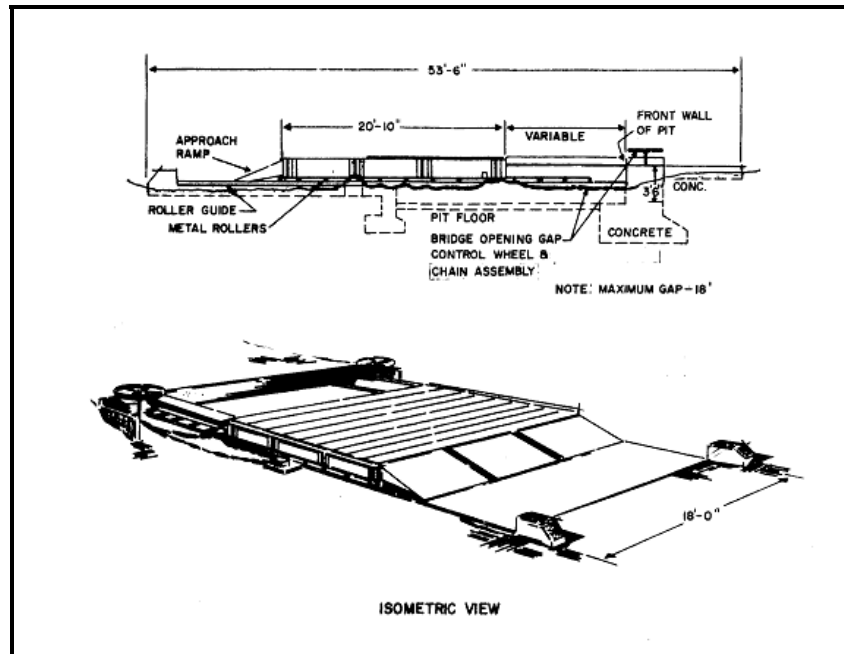 53'-6"
20'-10"
VARIABLE
FRONT WALL
OF PIT
APPROACH
RAMP
3'6"
CONC.
ROLLER GUIDE
METAL ROLLERS
PIT FLOOR
BRIDGE OPENING GAP
CONTROL WHEEL &
CHAIN ASSEMBLY
CONCRETE
NOTE: MAXIMUM GAP-18'
18'-0"
ISOMETRIC VIEW